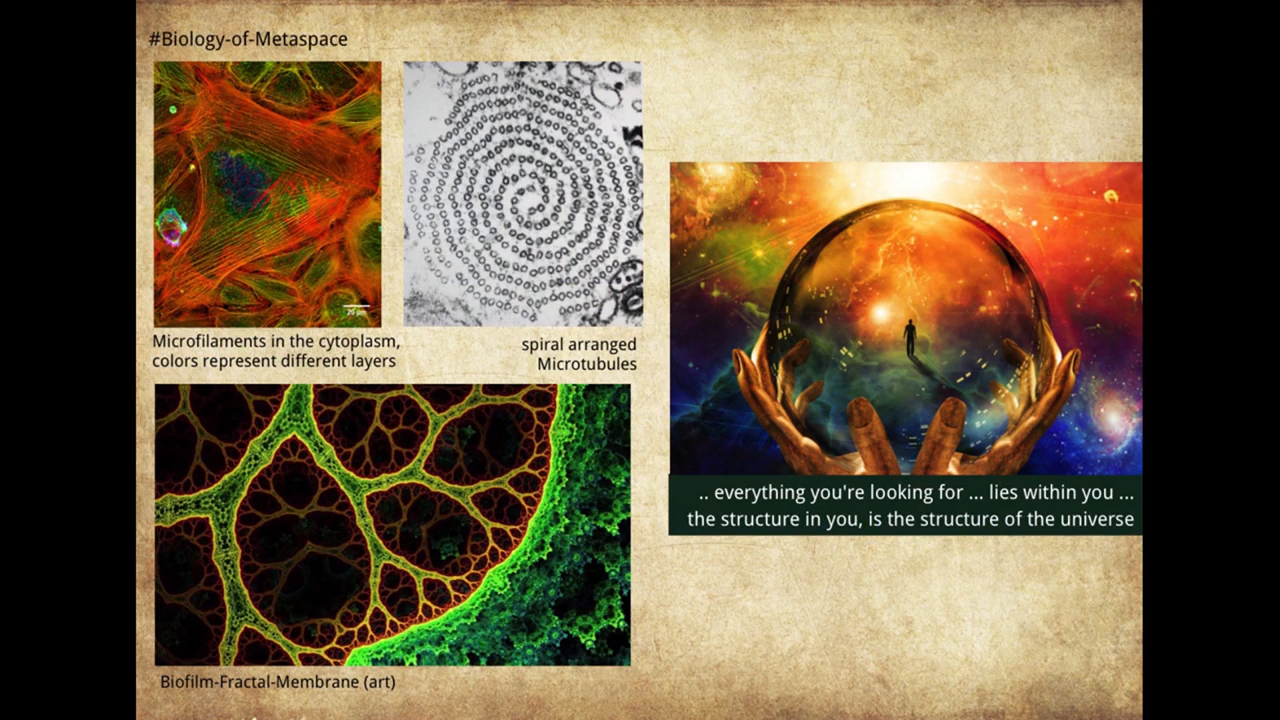 #Biology-of-Metaspace
Microfilaments in the cytoplasm,
colors represent different layers
spiral arranged
Microtubules
Biofilm-Fractal-Membrane (art)
.. everything you're looking for ... lies within you ...
the structure in you, is the structure of the universe